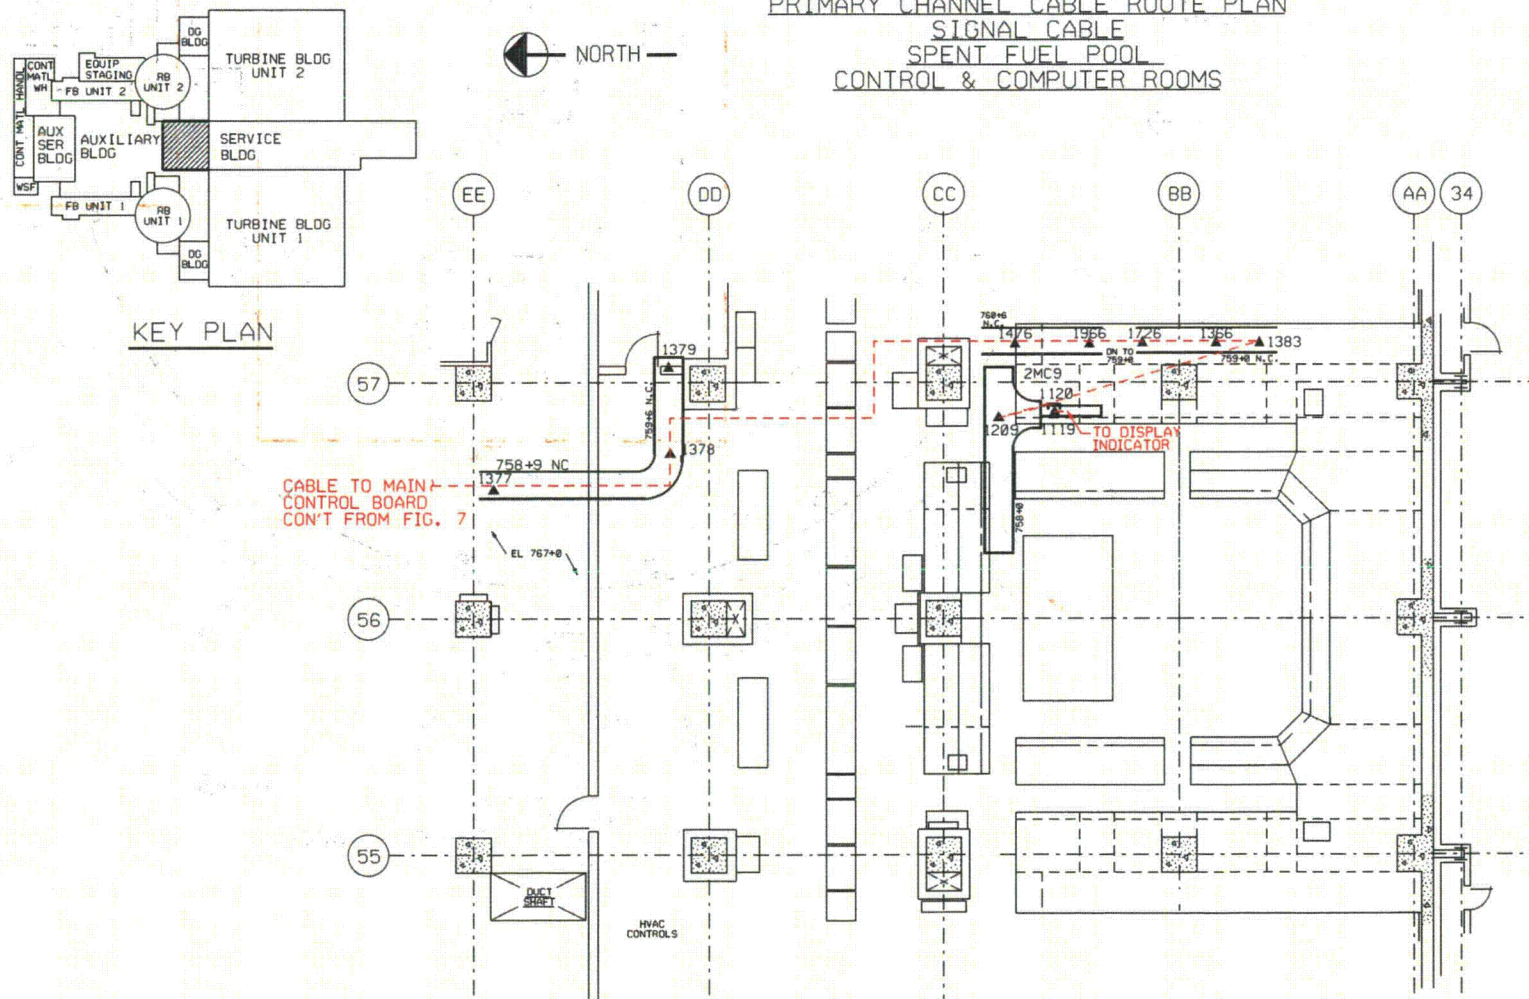 PRIMARY CHANNEL CABLE ROUTE PLAN
SIGNAL CABLE
SPENT FUEL POOL
CONTROL & COMPUTER ROOMS
NORTH
DG
BLDG
TURBINE BLDG
UNIT 2
CONT
MATL
WH
EQUIP
STAGING
RB
UNIT 2
FB UNIT 2
CONT MATL HANDL
AUX
SER
BLDG
AUXILIARY
BLDG
SERVICE
BLDG
WSF
FB UNIT 1
RB
UNIT 1
TURBINE BLDG
UNIT 1
DG
BLDG
KEY PLAN
EE
DD
CC
BB
AA
34
57
56
55
760+6
N.C.
1476
1966
1726
1366
1383
ON TO
759+0
759+0 N.C.
1379
759+6 N.C.
2MC9
1120
1209
1119
TO DISPLAY
INDICATOR
1378
758+9 NC
1377
CABLE TO MAIN
CONTROL BOARD
CON'T FROM FIG. 7
758+0
EL 767+0
X
DUCT
SHAFT
HVAC
CONTROLS